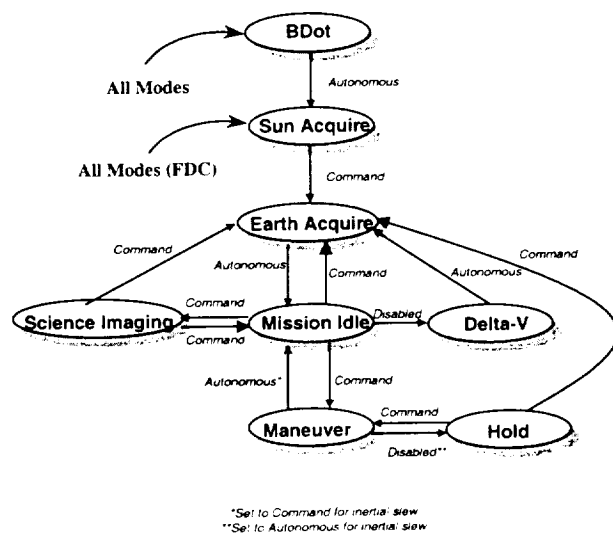 BDot
All Modes
Autonomous
Sun Acquire
All Modes (FDC)
Command
Earth Acquire
Command
Autonomous
Command
Autonomous
Command
Command
Science Imaging
Command
Mission Idle
Disabled
Delta-V
Autonomous*
Command
Command
Maneuver
Disabled**
Hold
*Set to Command for inertial slew
**Set to Autonomous for inertial slew